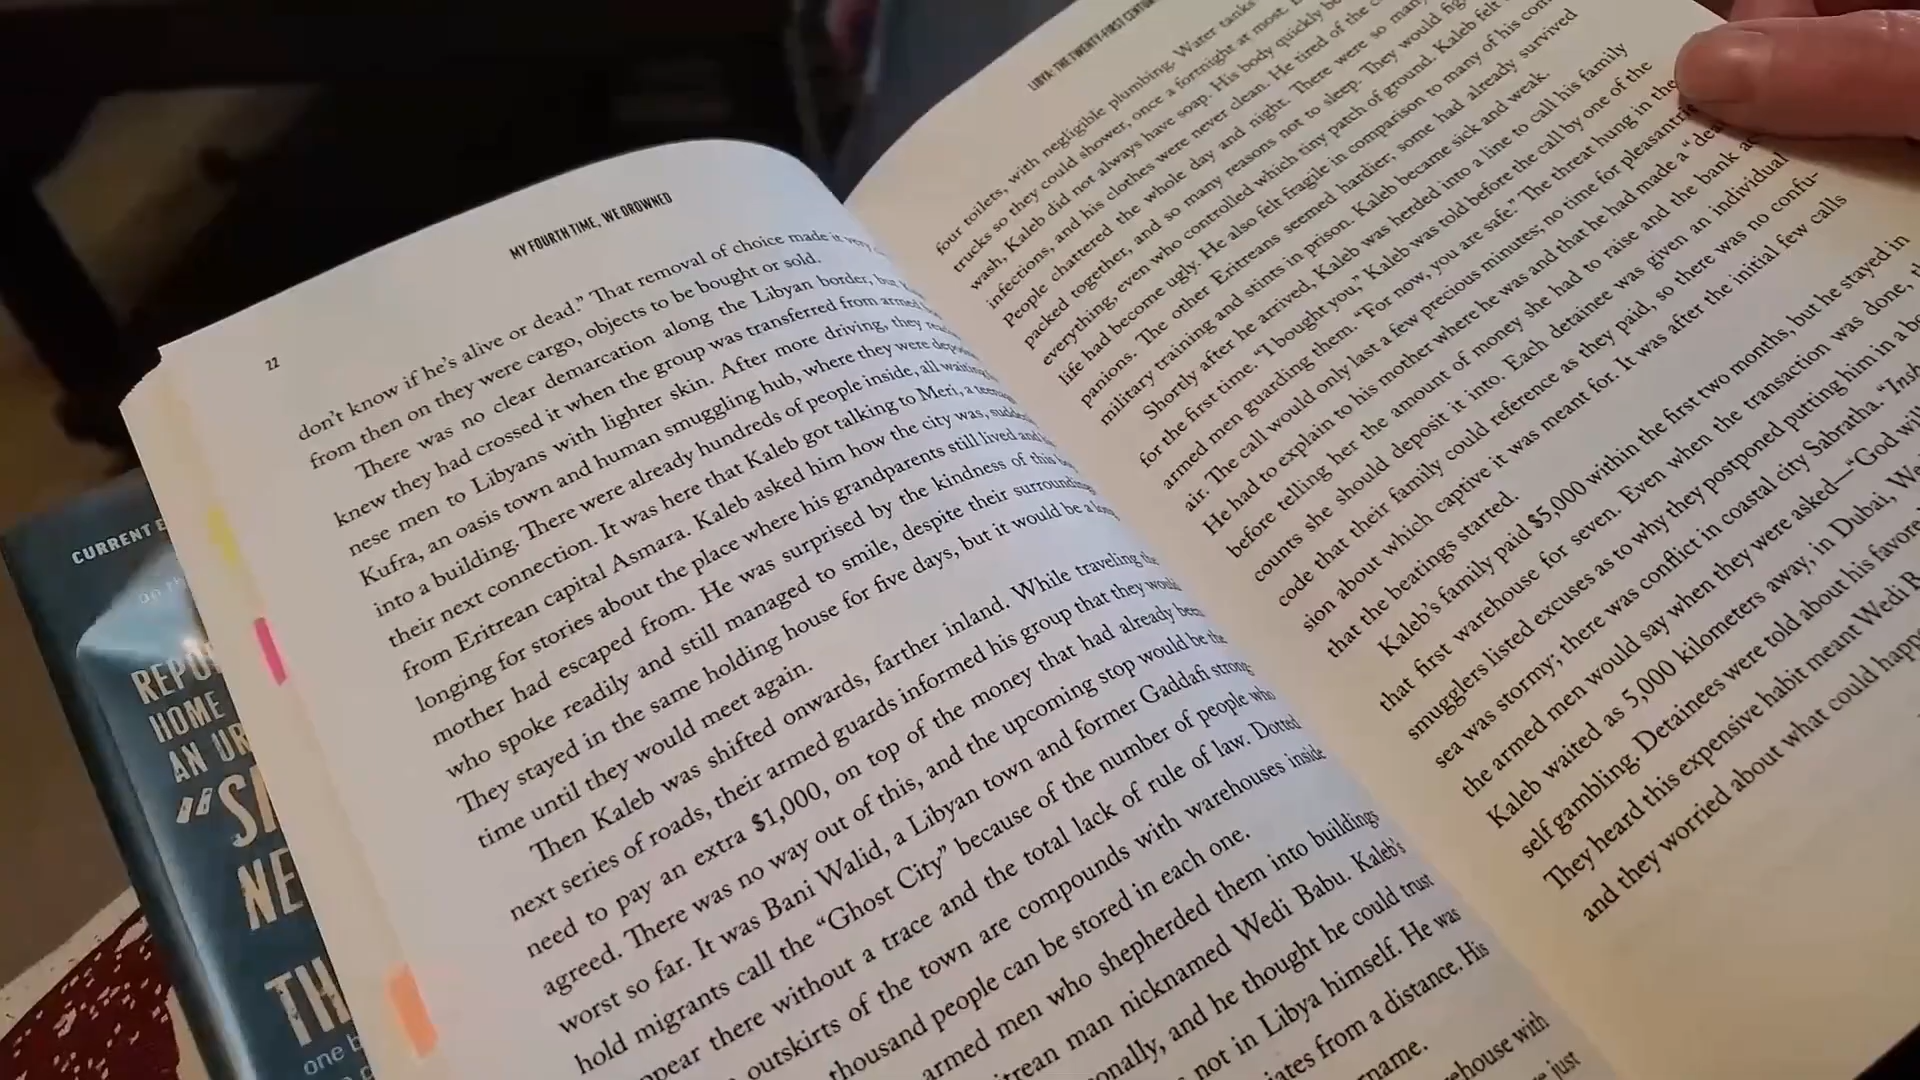 MY FOURTH TIME, WE DROWNED
22
don't know if he's alive or dead." That removal of choice made it very
from then on they were cargo, objects to be bought or sold.
There was no clear demarcation along the Libyan border, but
knew they had crossed it when the group was transferred from armed
nese men to Libyans with lighter skin. After more driving, they
Kufra, an oasis town and human smuggling hub, where they were
into a building. There were already hundreds of people inside, all waiting
their next connection. It was here that Kaleb got talking to Meri, a
from Eritrean capital Asmara. Kaleb asked him how the city was,
longing for stories about the place where his grandparents still lived and
mother had escaped from. He was surprised by the kindness of this
who spoke readily and still managed to smile, despite their
They stayed in the same holding house for five days, but it would be a long
time until they would meet again.
Then Kaleb was shifted onwards, farther inland. While traveling the
next series of roads, their armed guards informed his group that they would
need to pay an extra $1,000, on top of the money that had already been
agreed. There was no way out of this, and the upcoming stop would be the
worst so far. It was Bani Walid, a Libyan town and former Gaddafi strong-
hold migrants call the "Ghost City" because of the number of people who
appear there without a trace and the total lack of rule of law. Dotted
outskirts of the town are compounds with warehouses inside
thousand people can be stored in each one.
armed men who shepherded them into buildings
trean man nicknamed Wedi Babu. Kaleb's
onally, and he thought he could trust
not in Libya himself. He was
iates from a distance. His
rname.
ehouse with
just
LIBYA: THE TWENTY-FIRST CENTUR
four toilets, with negligible plumbing. Water tanks
trucks so they could shower, once a fortnight at most.
wash, Kaleb did not always have soap. His body quickly
infections, and his clothes were never clean. He tired of the
People chattered the whole day and night. There were so many
packed together, and so many reasons not to sleep. They would
everything, even who controlled which tiny patch of ground. Kaleb felt
life had become ugly. He also felt fragile in comparison to many of his com-
panions. The other Eritreans seemed hardier; some had already survived
military training and stints in prison. Kaleb became sick and weak.
Shortly after he arrived, Kaleb was herded into a line to call his family
for the first time. "I bought you," Kaleb was told before the call by one of the
armed men guarding them. "For now, you are safe." The threat hung in the
air. The call would only last a few precious minutes; no time for pleasantries
He had to explain to his mother where he was and that he had made a "deal
before telling her the amount of money she had to raise and the bank ac-
counts she should deposit it into. Each detainee was given an individual
code that their family could reference as they paid, so there was no confu-
sion about which captive it was meant for. It was after the initial few calls
that the beatings started.
Kaleb's family paid $5,000 within the first two months, but he stayed in
that first warehouse for seven. Even when the transaction was done,
smugglers listed excuses as to why they postponed putting him in a
sea was stormy; there was conflict in coastal city Sabratha. "Insh
the armed men would say when they were asked—"God will
Kaleb waited as 5,000 kilometers away, in Dubai,
self gambling. Detainees were told about his favore
They heard this expensive habit meant Wedi
and they worried about what could happ
CURRENT
REPO
HOME
AN UR
NE
TH
one